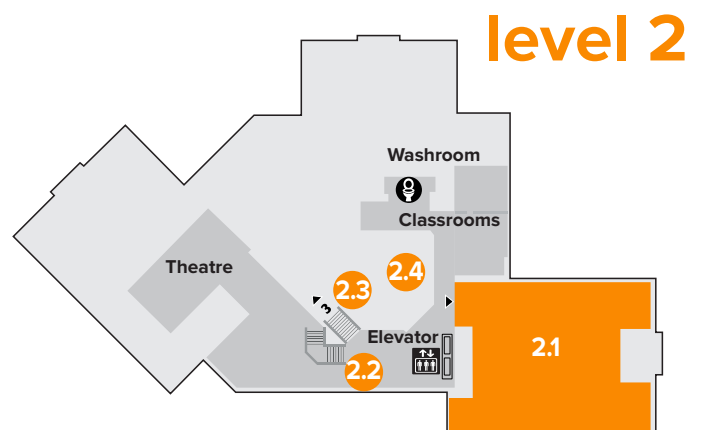 level 2
Washroom
Classrooms
Theatre
2.4
2.3
3
Elevator
2.1
2.2